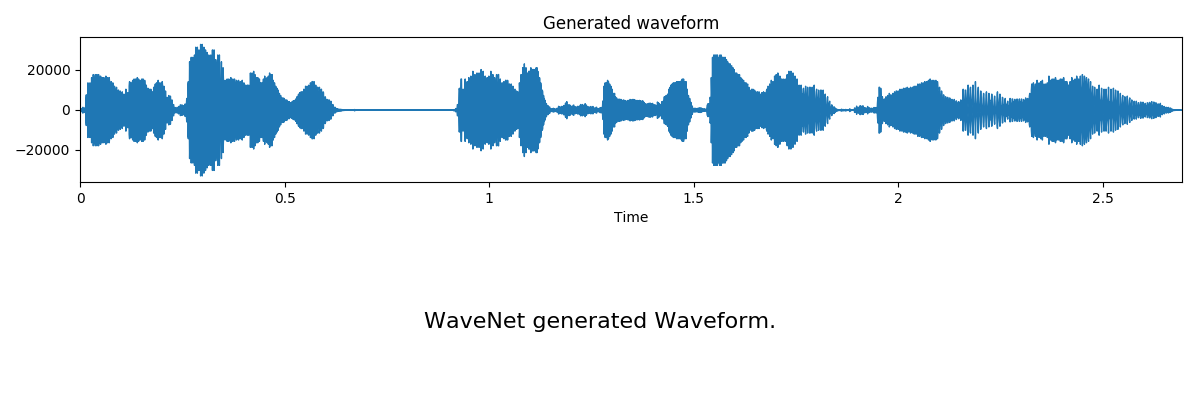 Generated waveform
20000
0
−20000
0 0.5 1 1.5 2 2.5
Time
WaveNet generated Waveform.